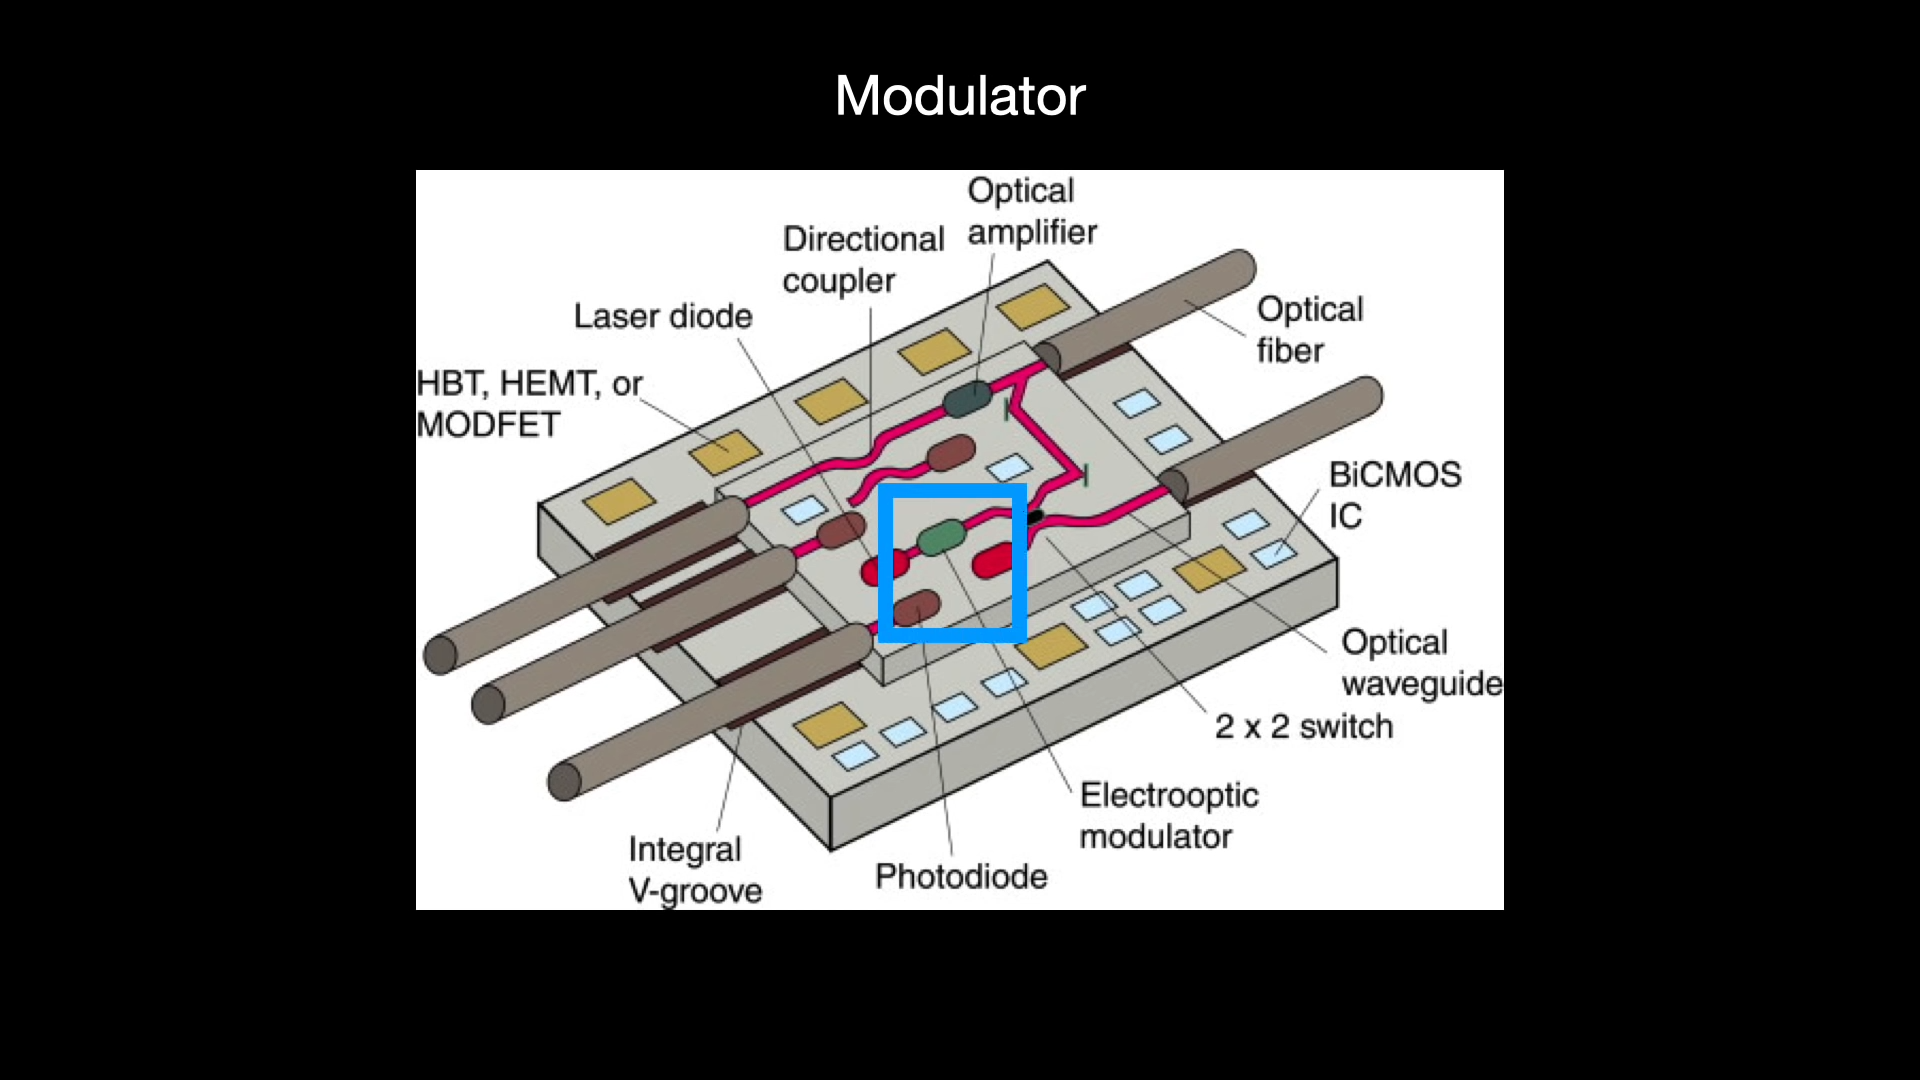 Modulator
Optical
amplifier
Directional
coupler
Laser diode
Optical
fiber
HBT, HEMT, or
MODFET
BiCMOS
IC
Optical
waveguide
2 x 2 switch
Electrooptic
modulator
Integral
V-groove
Photodiode